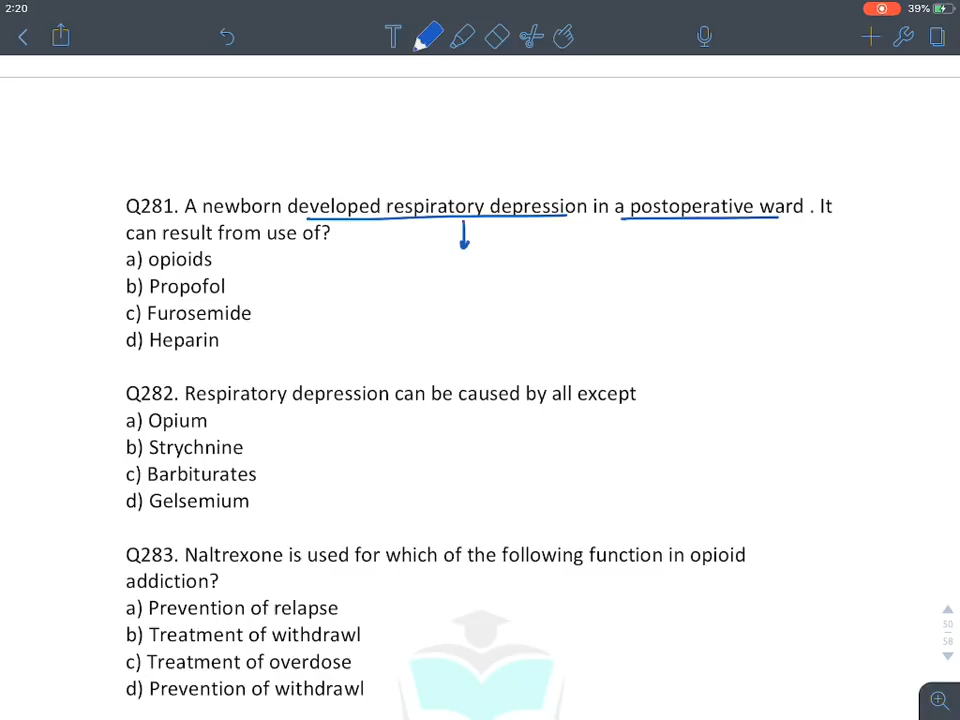 2:20
39%
T
Q281. A newborn developed respiratory depression in a postoperative ward . It
can result from use of?
a) opioids
b) Propofol
c) Furosemide
d) Heparin
Q282. Respiratory depression can be caused by all except
a) Opium
b) Strychnine
c) Barbiturates
d) Gelsemium
Q283. Naltrexone is used for which of the following function in opioid
addiction?
a) Prevention of relapse
b) Treatment of withdrawl
c) Treatment of overdose
d) Prevention of withdrawl
50
58